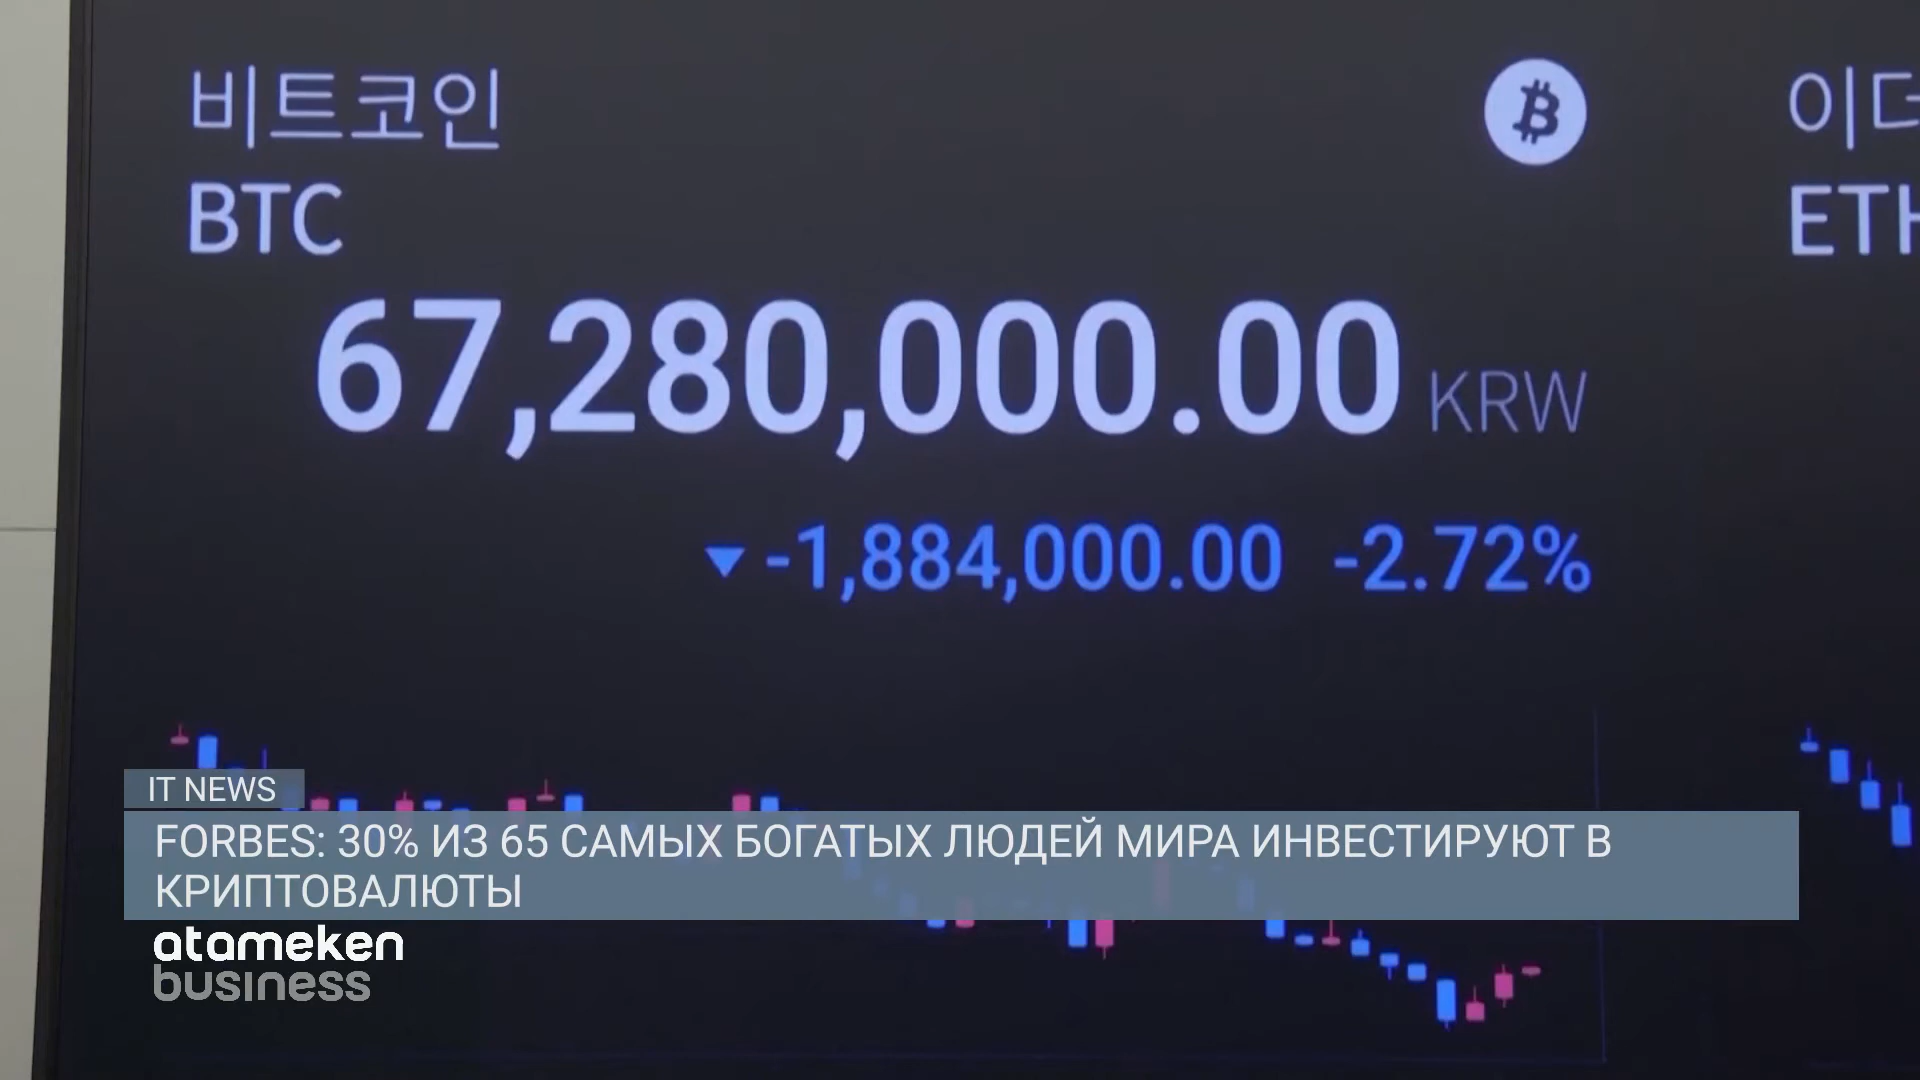 비트코인
BTC
67,280,000.00 KRW
▼ -1,884,000.00 -2.72%
이더
ETH
IT NEWS
FORBES: 30% ИЗ 65 САМЫХ БОГАТЫХ ЛЮДЕЙ МИРА ИНВЕСТИРУЮТ В
КРИПТОВАЛЮТЫ
atameken
business